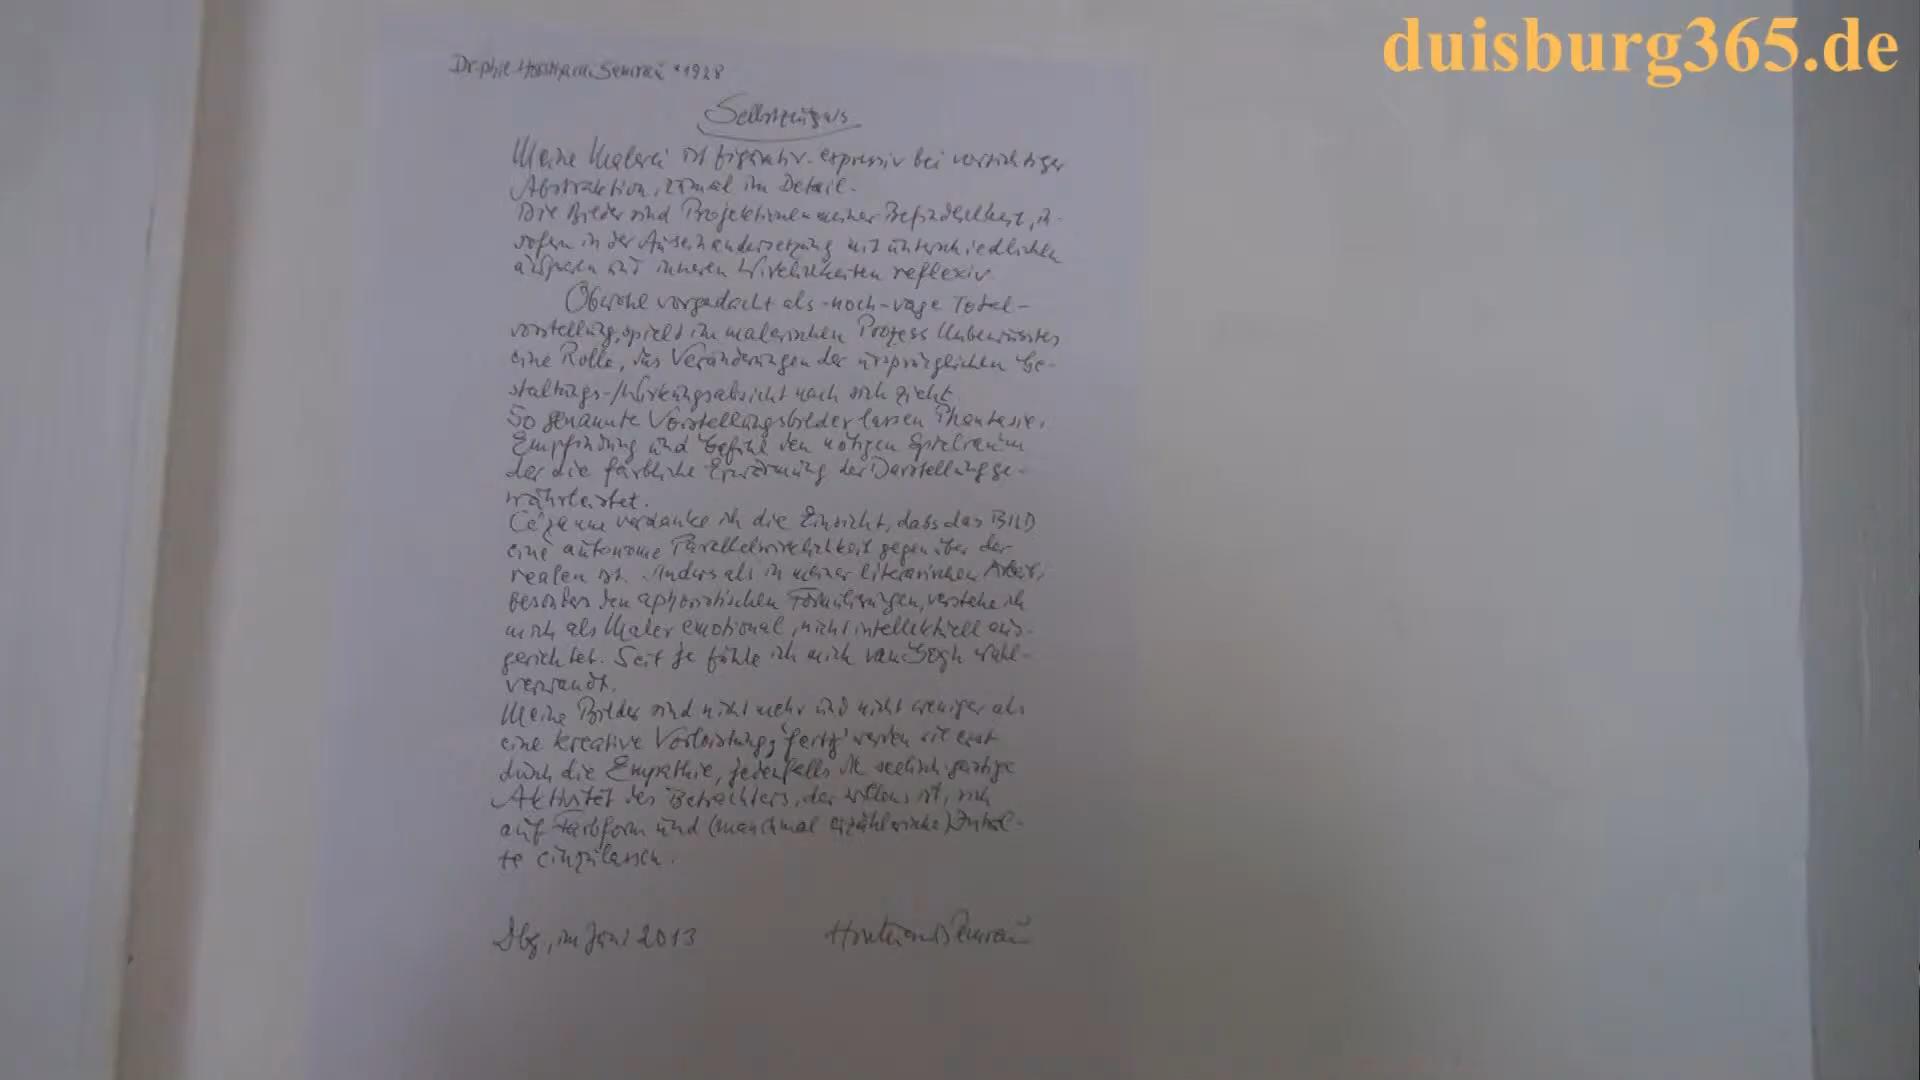 duisburg365.de
Dr. phil. Semrau *1928
Selbstzeugnis
Meine Malerei ist figurativ-expressiv bei vorsichtiger
Abstraktion, zumal im Detail.
Die Bilder sind Projektionen meiner Befindlichkeit, in-
sofern in der Auseinandersetzung mit unterschiedlichen
äusseren und inneren Wirklichkeiten reflexiv.
Obwohl vorgedacht als -noch-vage Total-
vorstellung, spielt im malerischen Prozess Unbewusstes
eine Rolle, das Veränderungen der ursprünglichen Ge-
staltungs-/Wirkungsabsicht nach sich zieht.
So genannte Vorstellungsbilder lassen Phantasie,
Empfindung und Gefühl den nötigen Spielraum
der die farbliche Erwärmung der Darstellung ge-
währleistet.
Cézanne verdanke ich die Einsicht, dass das BILD
eine autonome Parallelwirklichkeit gegenüber der
realen ist. Anders als in meiner literarischen Arbeit,
besonders den aphoristischen Formulierungen, verstehe ich
mich als Maler emotional, nicht intellektuell aus-
gerichtet. Seit je fühle ich mich van Gogh wahl-
verwandt.
Meine Bilder sind nicht mehr und nicht weniger als
eine kreative Vorleistung; 'fertig' werden sie erst
durch die Empathie, jedenfalls die seelisch-geistige
Aktivität des Betrachters, der willens ist, sich
auf Farbform und (manchmal erzählerische) Inhal-
te einzulassen.
Dbg, im Juni 2013 Semrau